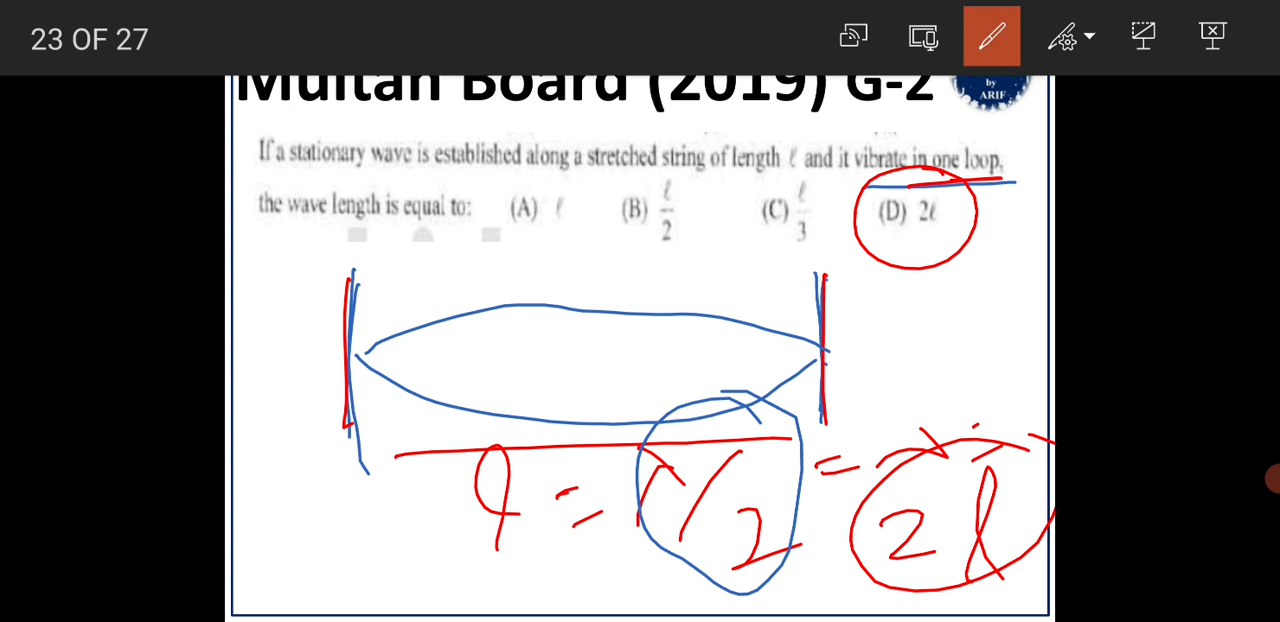 23 OF 27
Multan Board (2019) G-2
by
ARIF
If a stationary wave is established along a stretched string of length ℓ and it vibrate in one loop,
the wave length is equal to: (A) ℓ (B) ℓ/2 (C) ℓ/3 (D) 2ℓ
ℓ = λ/2 = 2ℓ